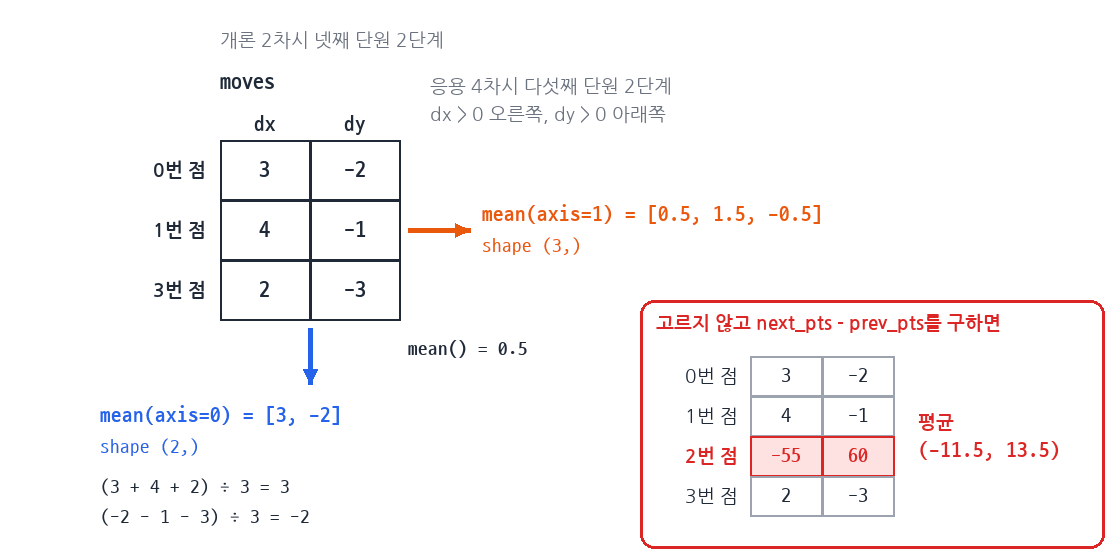 개론 2차시 넷째 단원 2단계
moves
응용 4차시 다섯째 단원 2단계
dx > 0 오른쪽, dy > 0 아래쪽
dx dy
0번 점 3 -2
1번 점 4 -1
3번 점 2 -3
mean(axis=1) = [0.5, 1.5, -0.5]
shape (3,)
mean() = 0.5
mean(axis=0) = [3, -2]
shape (2,)
(3 + 4 + 2) ÷ 3 = 3
(-2 - 1 - 3) ÷ 3 = -2
고르지 않고 next_pts - prev_pts를 구하면
0번 점 3 -2
1번 점 4 -1
2번 점 -55 60
3번 점 2 -3
평균
(-11.5, 13.5)